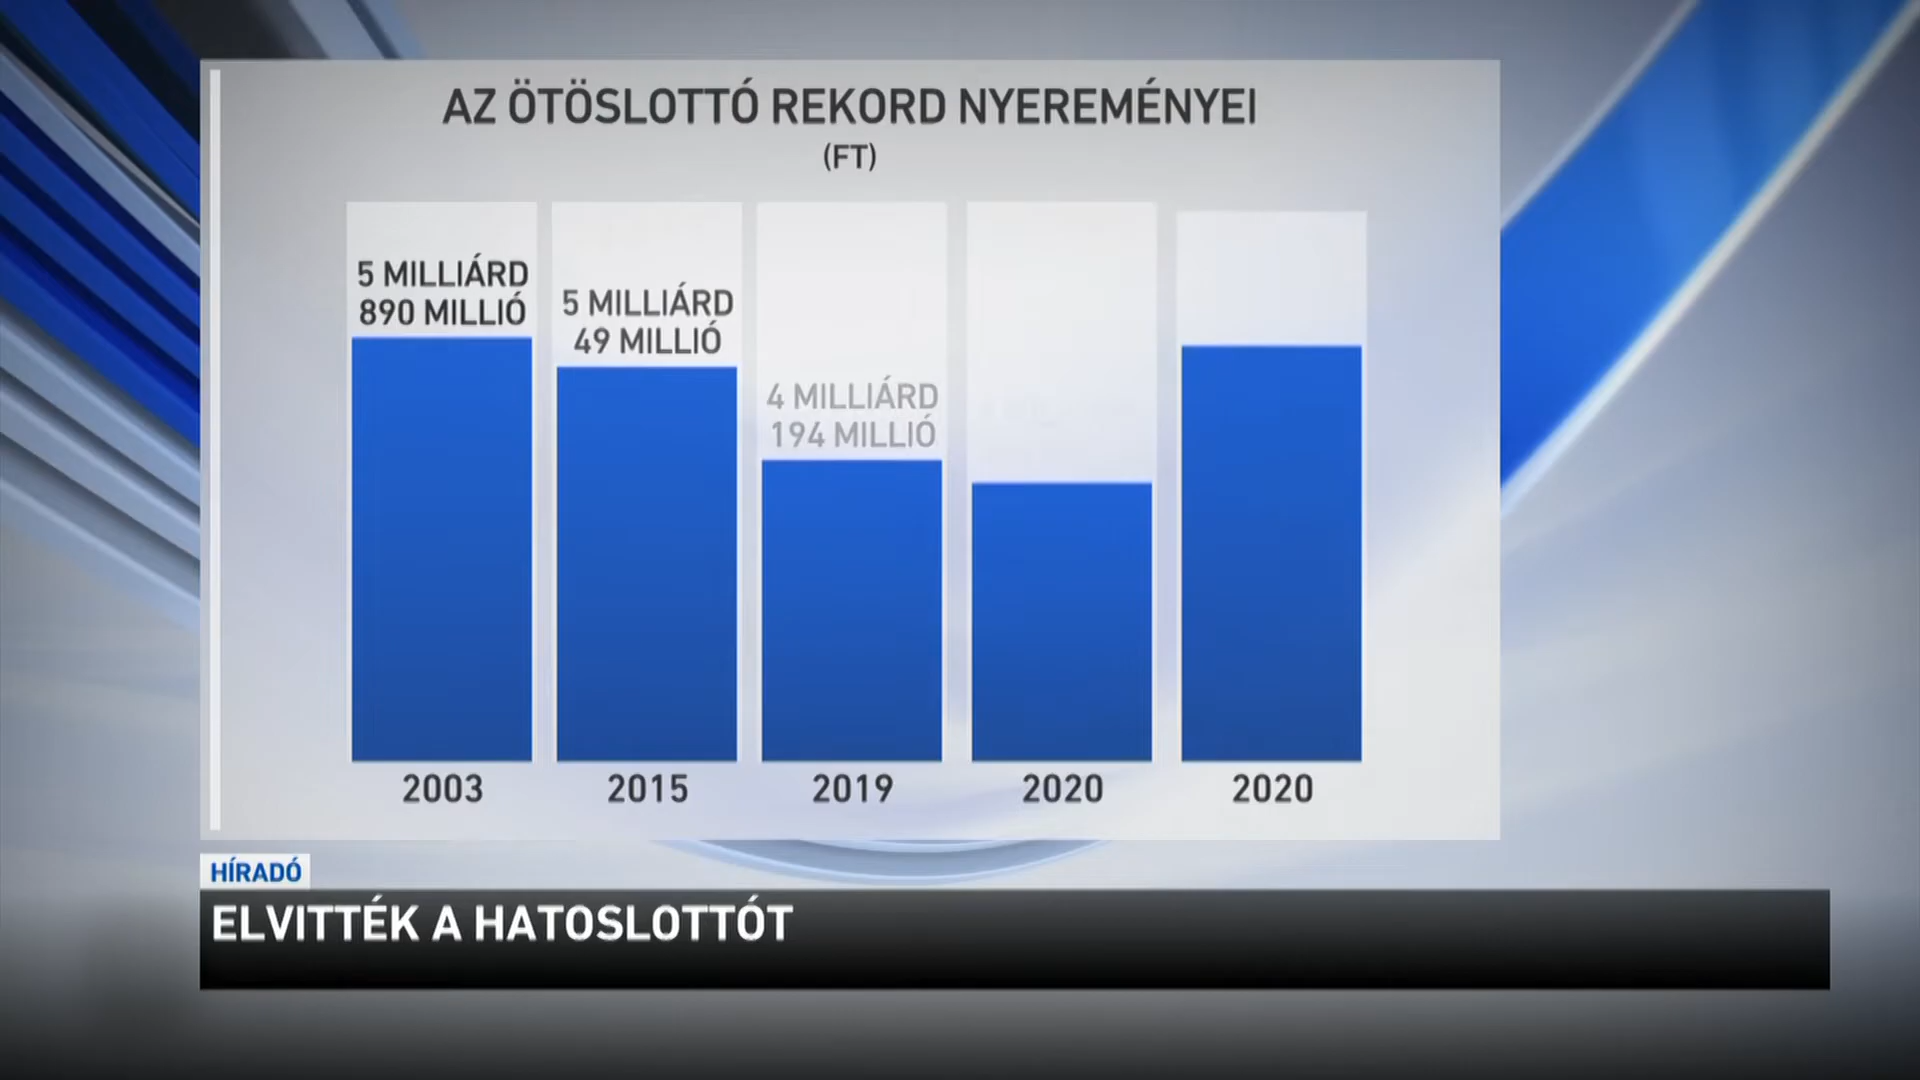 AZ ÖTÖSLOTTÓ REKORD NYEREMÉNYEI
(FT)
5 MILLIÁRD
890 MILLIÓ
5 MILLIÁRD
49 MILLIÓ
4 MILLIÁRD
194 MILLIÓ
2003
2015
2019
2020
2020
HÍRADÓ
ELVITTÉK A HATOSLOTTÓT